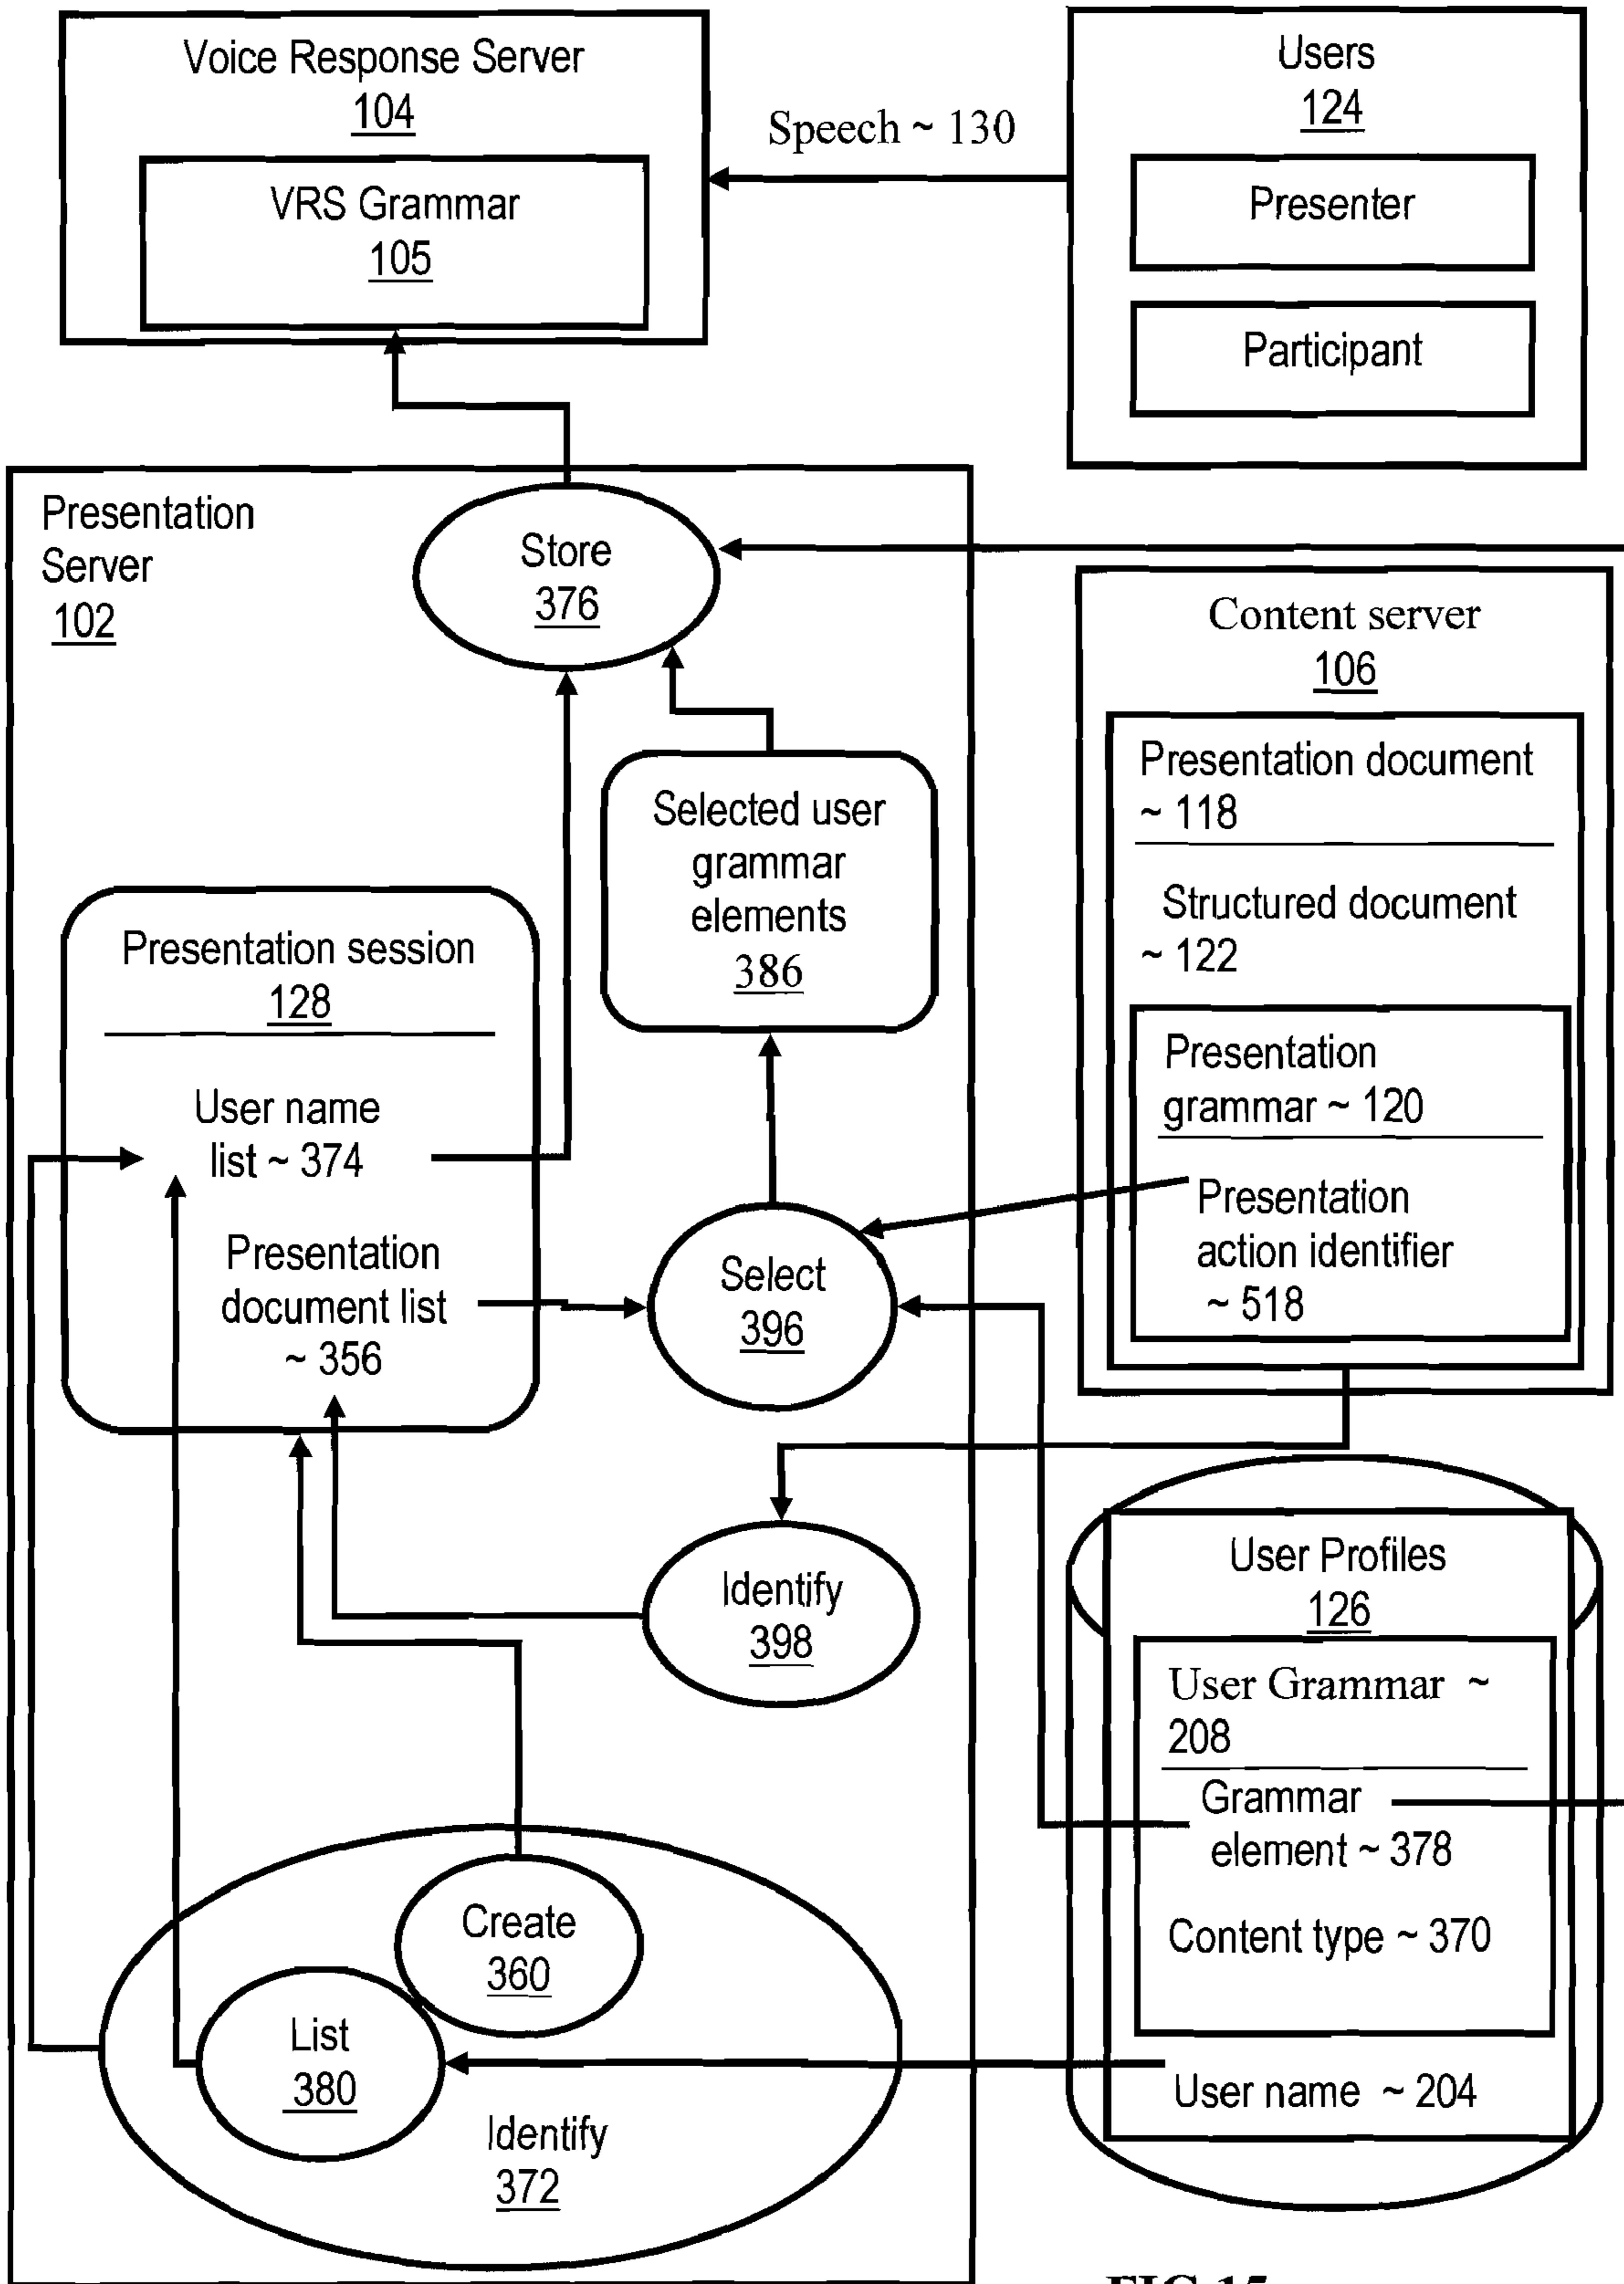 Voice Response Server
104
VRS Grammar
105
Speech ~ 130
Users
124
Presenter
Participant
Presentation
Server
102
Store
376
Selected user
grammar
elements
386
Presentation session
128
User name
list ~ 374
Presentation
document list
~ 356
Select
396
Identify
398
Create
360
List
380
Identify
372
Content server
106
Presentation document
~ 118
Structured document
~ 122
Presentation
grammar ~ 120
Presentation
action identifier
~ 518
User Profiles
126
User Grammar ~
208
Grammar
element ~ 378
Content type ~ 370
User name ~ 204